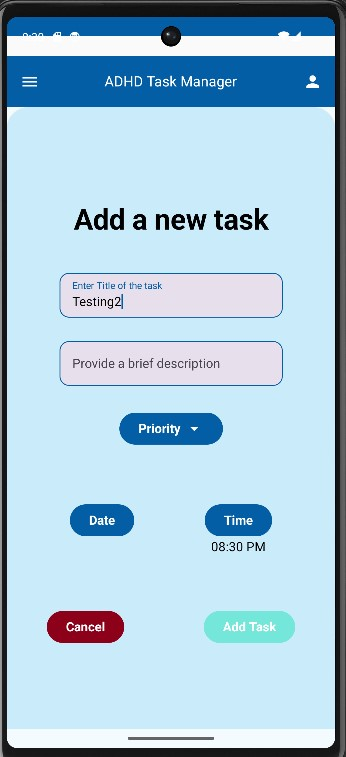 ADHD Task Manager
Add a new task
Enter Title of the task
Testing2
Provide a brief description
Priority
Date
Time
08:30 PM
Cancel
Add Task